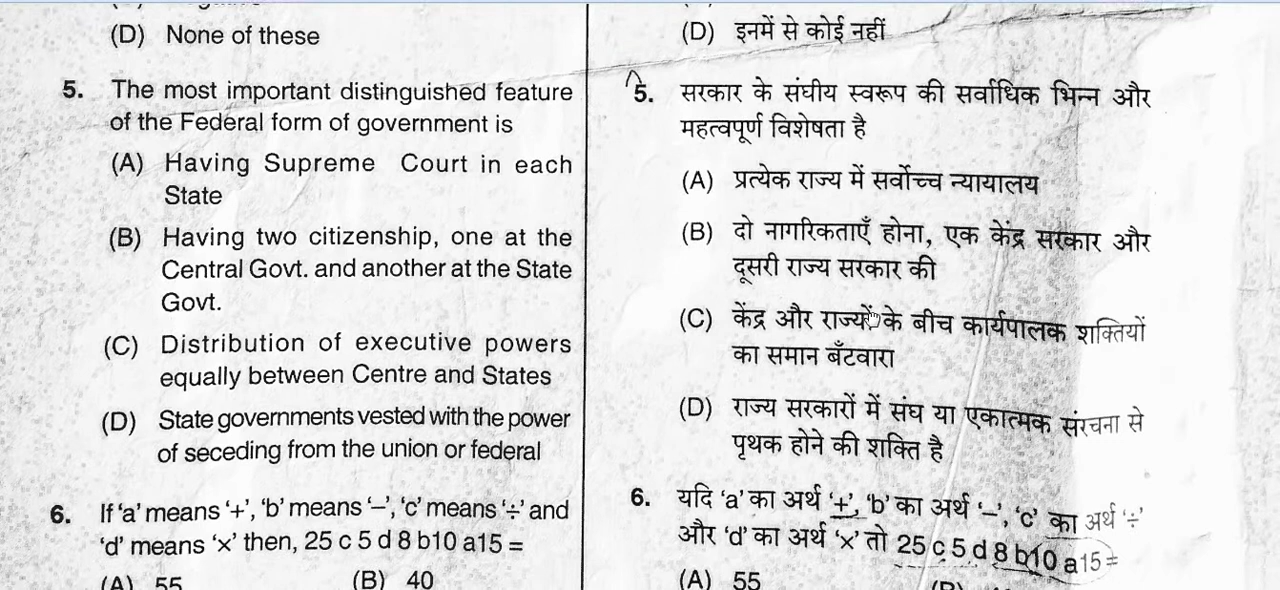 (D) None of these
5. The most important distinguished feature
of the Federal form of government is
(A) Having Supreme Court in each
State
(B) Having two citizenship, one at the
Central Govt. and another at the State
Govt.
(C) Distribution of executive powers
equally between Centre and States
(D) State governments vested with the power
of seceding from the union or federal
6. If 'a' means '+', 'b' means '–', 'c' means '÷' and
'd' means '×' then, 25 c 5 d 8 b10 a15 =
(A) 55 (B) 40
(D) इनमें से कोई नहीं
5. सरकार के संघीय स्वरूप की सर्वाधिक भिन्न और
महत्वपूर्ण विशेषता है
(A) प्रत्येक राज्य में सर्वोच्च न्यायालय
(B) दो नागरिकताएँ होना, एक केंद्र सरकार और
दूसरी राज्य सरकार की
(C) केंद्र और राज्यों के बीच कार्यपालक शक्तियों
का समान बँटवारा
(D) राज्य सरकारों में संघ या एकात्मक संरचना से
पृथक होने की शक्ति है
6. यदि 'a' का अर्थ '+', 'b' का अर्थ '–', 'c' का अर्थ '÷'
और 'd' का अर्थ '×' तो 25 c 5 d 8 b10 a15 =
(A) 55